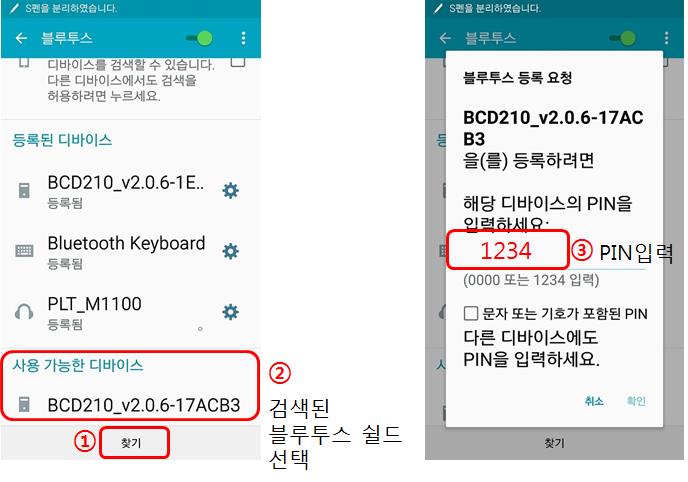 S펜을 분리하였습니다.
블루투스
디바이스를 검색할 수 있습니다.
다른 디바이스에서도 검색을
허용하려면 누르세요.
등록된 디바이스
BCD210_v2.0.6-1E..
등록됨
Bluetooth Keyboard
등록됨
PLT_M1100
등록됨
사용 가능한 디바이스
BCD210_v2.0.6-17ACB3
① 찾기
②
검색된
블루투스 쉴드
선택
S펜을 분리하였습니다.
블루투스
블루투스 등록 요청
BCD210_v2.0.6-17AC
B3
을(를) 등록하려면
해당 디바이스의 PIN을
입력하세요:
1234 ③ PIN입력
(0000 또는 1234 입력)
문자 또는 기호가 포함된 PIN
다른 디바이스에도
PIN을 입력하세요.
취소 확인
찾기